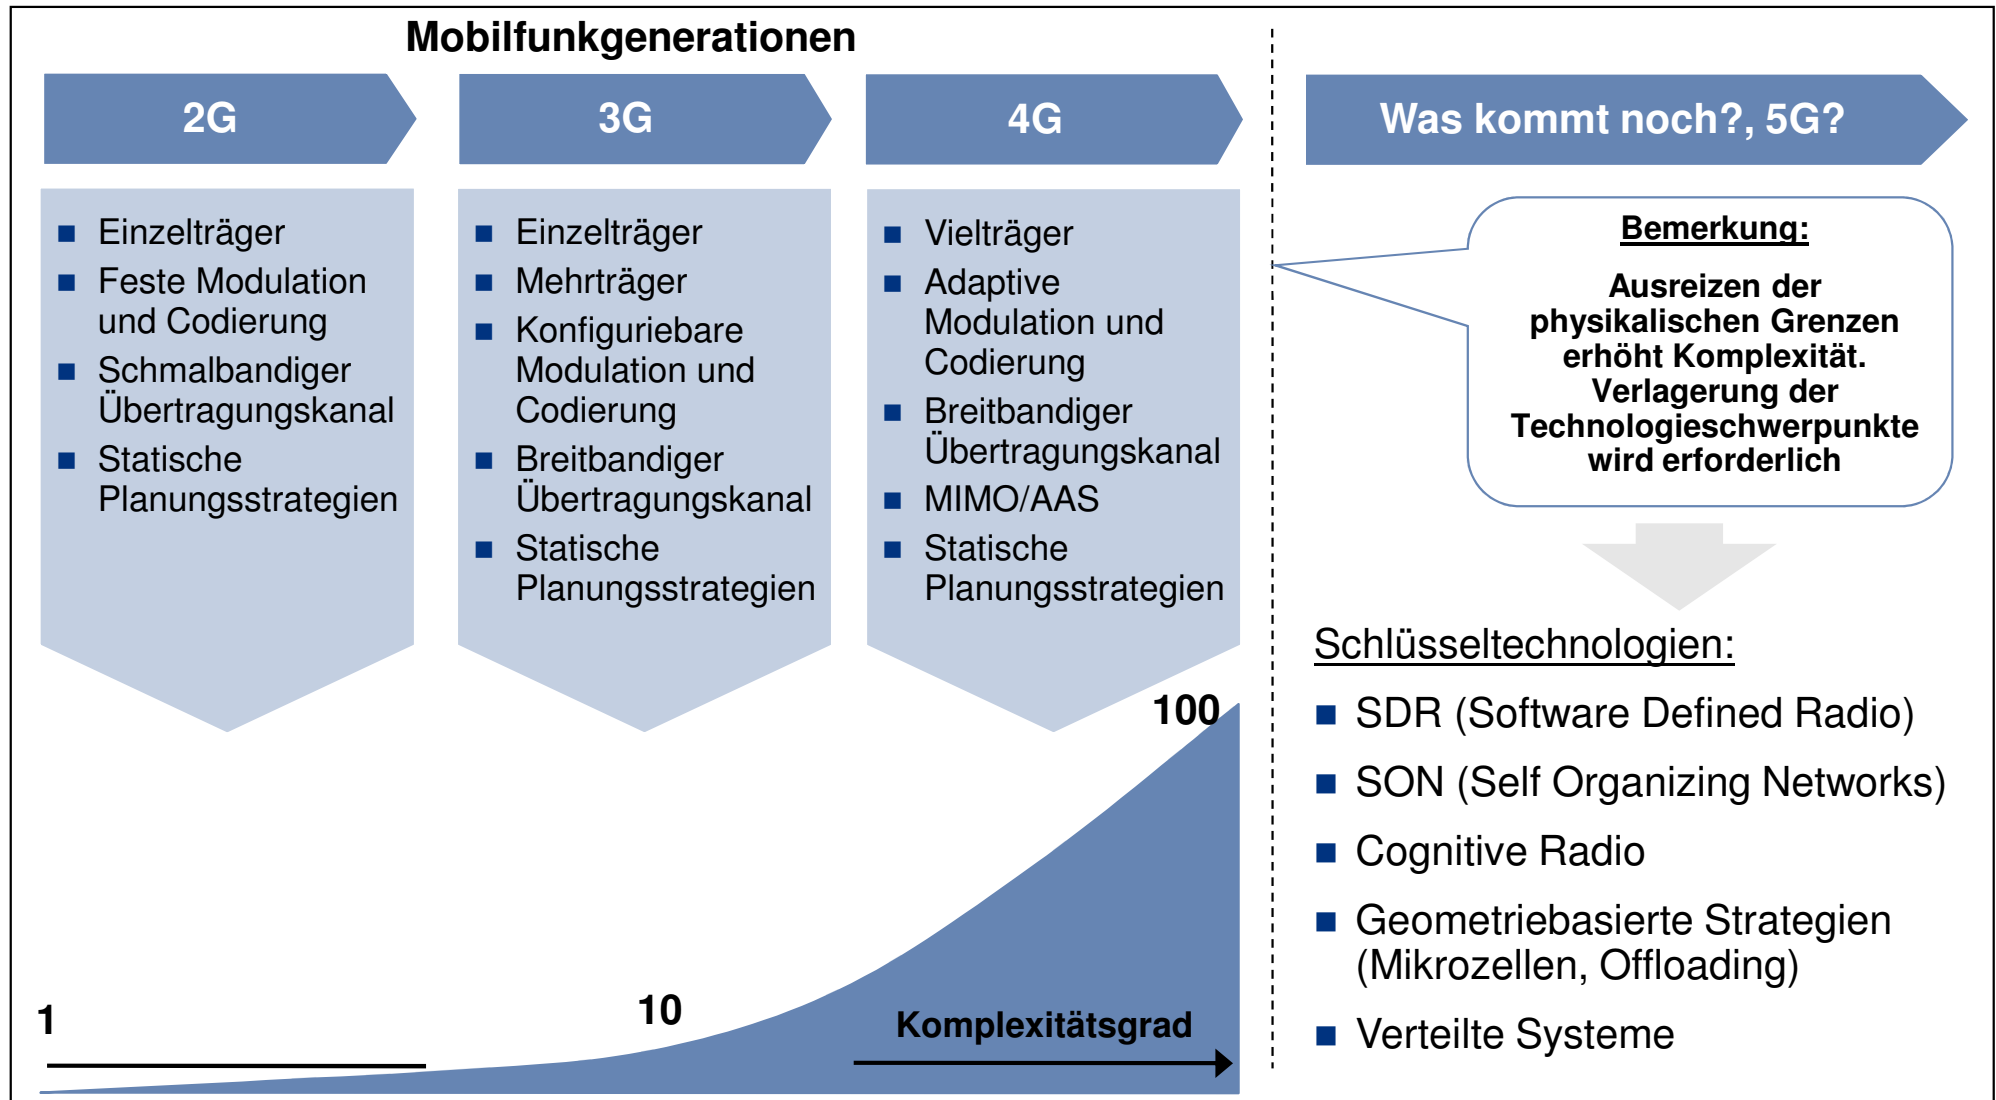 Mobilfunkgenerationen
2G
Einzelträger
Feste Modulation
und Codierung
Schmalbandiger
Übertragungskanal
Statische
Planungsstrategien
3G
Einzelträger
Mehrträger
Konfiguriebare
Modulation und
Codierung
Breitbandiger
Übertragungskanal
Statische
Planungsstrategien
4G
Vielträger
Adaptive
Modulation und
Codierung
Breitbandiger
Übertragungskanal
MIMO/AAS
Statische
Planungsstrategien
1
10
100
Komplexitätsgrad
Was kommt noch?, 5G?
Bemerkung:
Ausreizen der
physikalischen Grenzen
erhöht Komplexität.
Verlagerung der
Technologieschwerpunkte
wird erforderlich
Schlüsseltechnologien:
SDR (Software Defined Radio)
SON (Self Organizing Networks)
Cognitive Radio
Geometriebasierte Strategien
(Mikrozellen, Offloading)
Verteilte Systeme